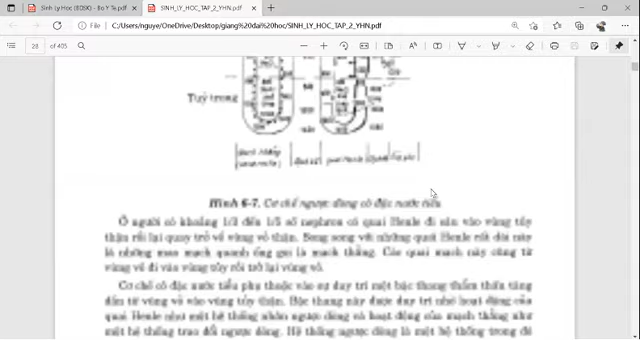 Sinh Ly Hoc (BDSK) - Bo Y Te.pdf
SINH_LY_HOC_TAP_2_YHN.pdf
File | C:/Users/nguye/OneDrive/Desktop/giang%20dai%20hoc/SINH_LY_HOC_TAP_2_YHN.pdf
28 of 405
Tuỷ trong
Hình 6-7. Cơ chế ngược dòng cô đặc nước tiểu
Ở người có khoảng 1/3 đến 1/5 số nephron có quai Henle đi sâu vào vùng tủy
thận rồi lại quay trở về vùng vỏ thận. Song song với những quai Henle rất dài này
là những mao mạch quanh ống gọi là mạch thẳng. Các quai mạch này cũng từ
vùng vỏ đi vào vùng tủy rồi trở lại vùng vỏ.
Cơ chế cô đặc nước tiểu phụ thuộc vào sự duy trì một bậc thang thẩm thấu tăng
dần từ vùng vỏ vào vùng tủy thận. Bậc thang này được duy trì nhờ hoạt động của
quai Henle như một hệ thống nhân ngược dòng và hoạt động của mạch thẳng như
một hệ thống trao đổi ngược dòng. Hệ thống ngược dòng là một hệ thống trong đó